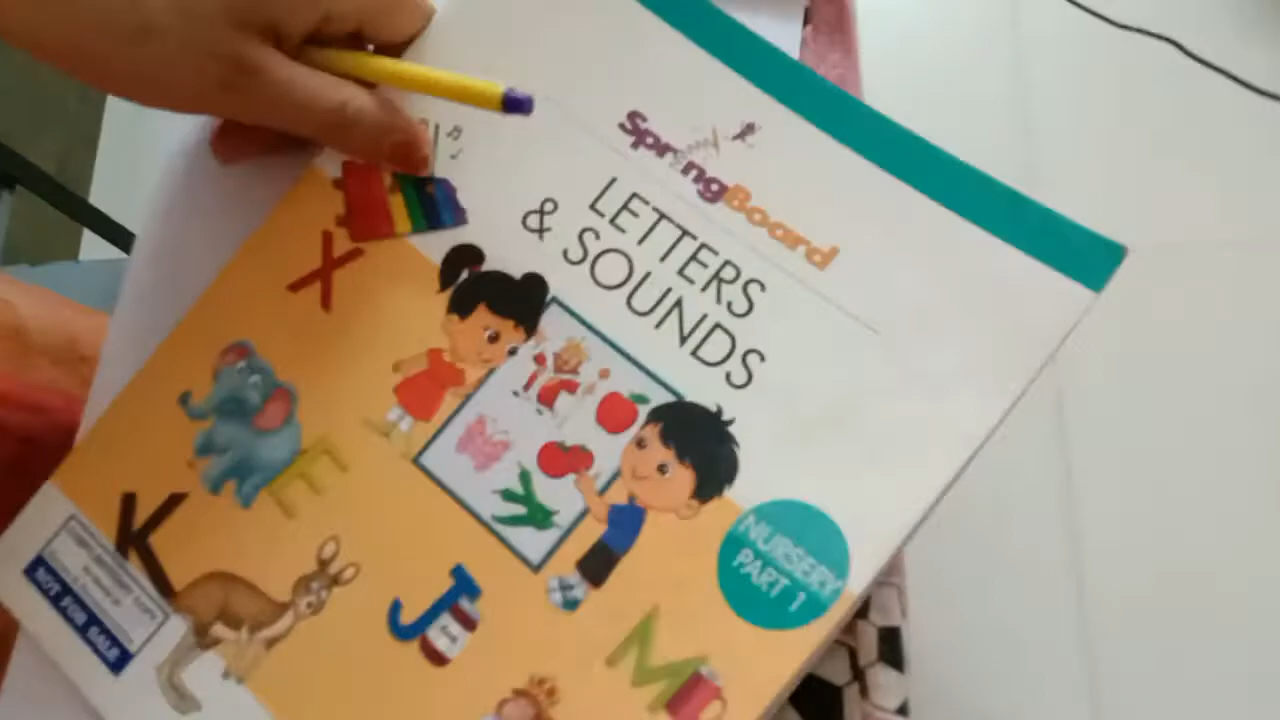 SpringBoard
LETTERS
& SOUNDS
X
E
K
J
M
NURSERY
PART 1
NOT FOR SALE